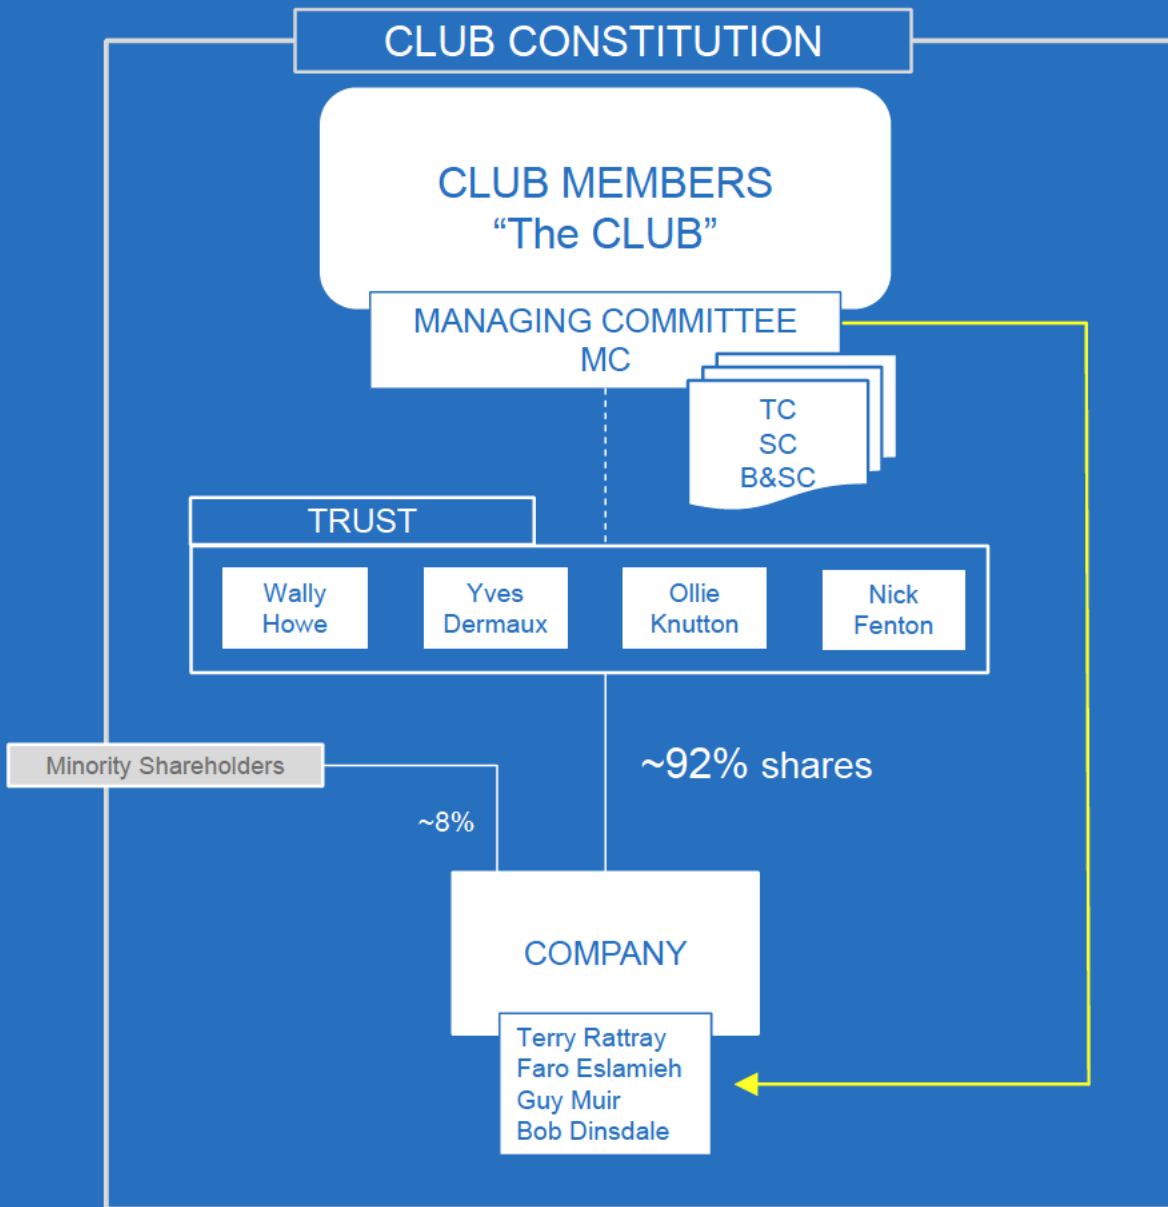 CLUB CONSTITUTION
CLUB MEMBERS
“The CLUB”
MANAGING COMMITTEE
MC
TC
SC
B&SC
TRUST
Wally
Howe
Yves
Dermaux
Ollie
Knutton
Nick
Fenton
Minority Shareholders
~92% shares
~8%
COMPANY
Terry Rattray
Faro Eslamieh
Guy Muir
Bob Dinsdale